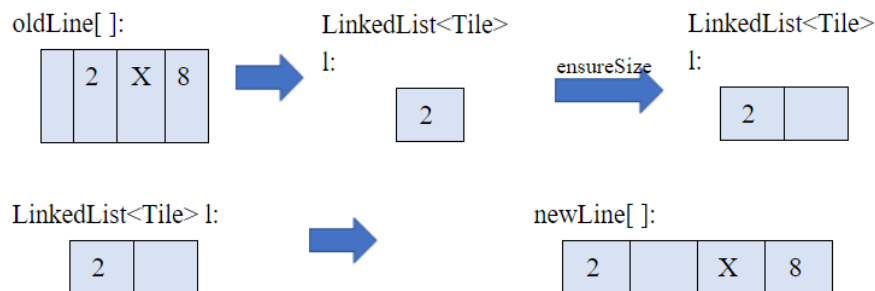 oldLine[ ]:
2 X 8
LinkedList<Tile>
l:
2
ensureSize
LinkedList<Tile>
l:
2
LinkedList<Tile> l:
2
newLine[ ]:
2 X 8